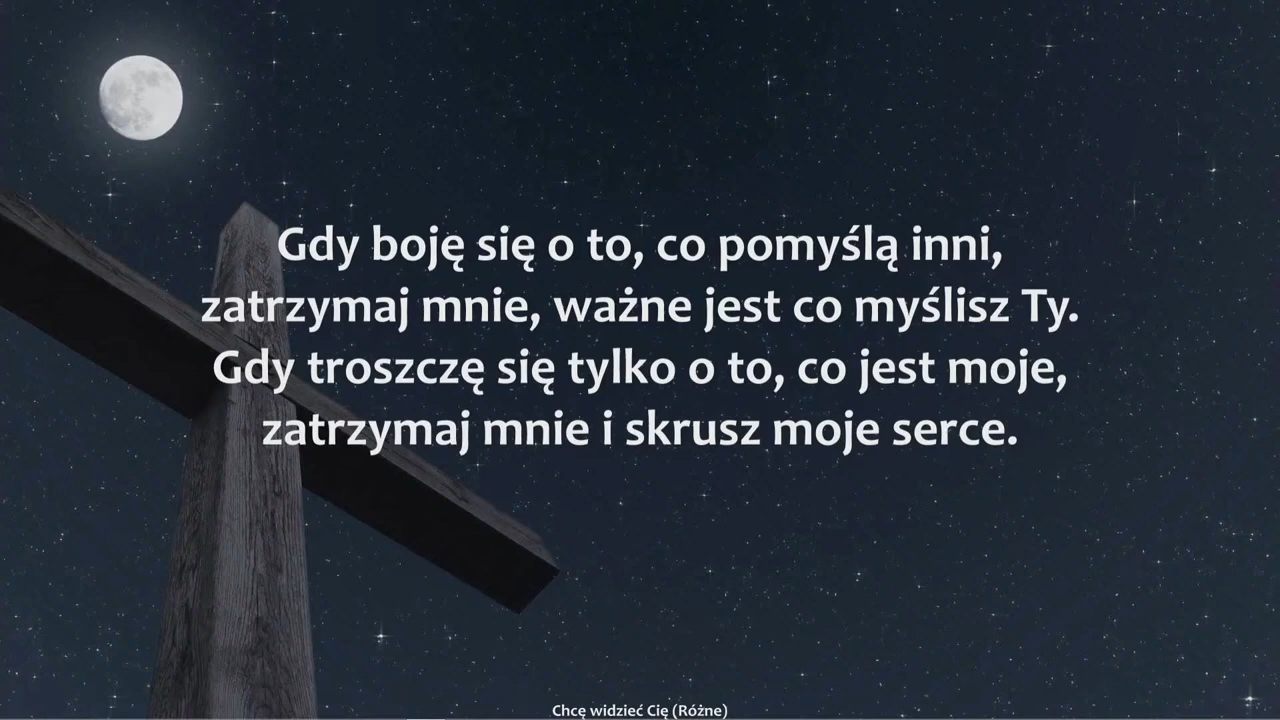 Gdy boję się o to, co pomyślą inni,
zatrzymaj mnie, ważne jest co myślisz Ty.
Gdy troszczę się tylko o to, co jest moje,
zatrzymaj mnie i skrusz moje serce.
Chcę widzieć Cię (Różne)